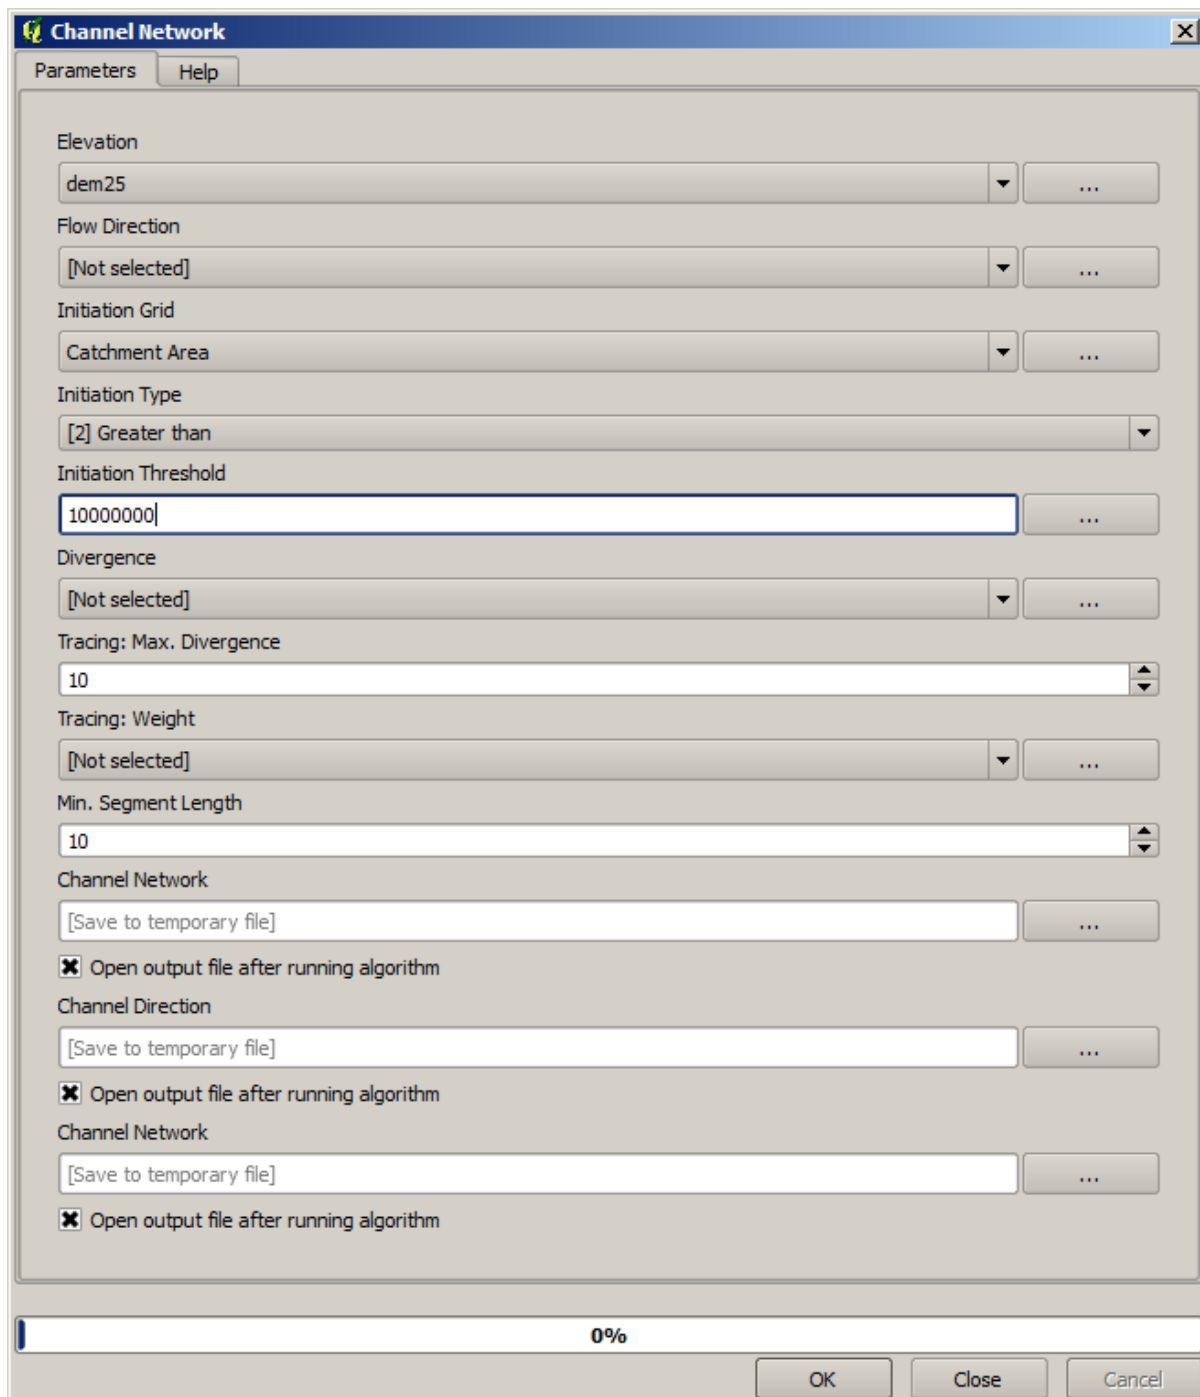 Channel Network
Parameters Help
Elevation
dem25 ...
Flow Direction
[Not selected] ...
Initiation Grid
Catchment Area ...
Initiation Type
[2] Greater than
Initiation Threshold
10000000 ...
Divergence
[Not selected] ...
Tracing: Max. Divergence
10
Tracing: Weight
[Not selected] ...
Min. Segment Length
10
Channel Network
[Save to temporary file] ...
Open output file after running algorithm
Channel Direction
[Save to temporary file] ...
Open output file after running algorithm
Channel Network
[Save to temporary file] ...
Open output file after running algorithm
0%
OK Close Cancel